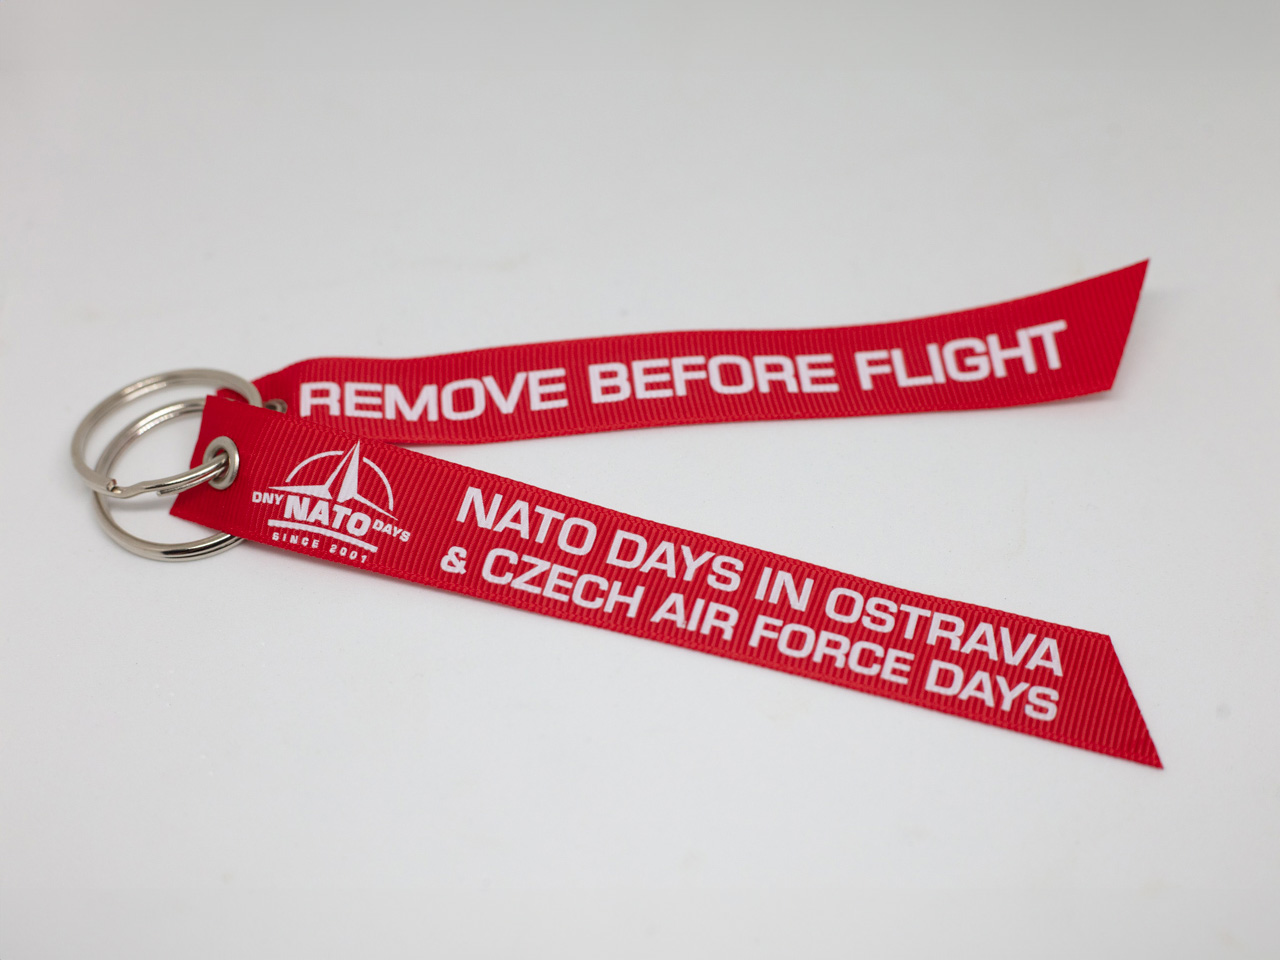 REMOVE BEFORE FLIGHT
DNY NATO DAYS
SINCE 2001
NATO DAYS IN OSTRAVA
& CZECH AIR FORCE DAYS